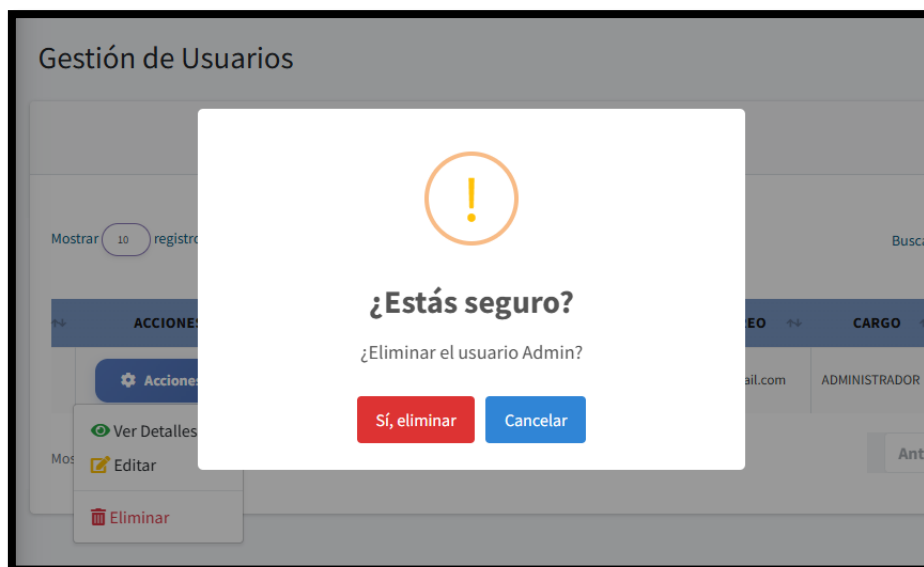 Gestión de Usuarios
!
Mostrar 10 registro
Busca
ACCIONES
EO
CARGO
¿Estás seguro?
¿Eliminar el usuario Admin?
Acciones
ail.com
ADMINISTRADOR
Sí, eliminar
Cancelar
Ver Detalles
Mos
Editar
Ant
Eliminar